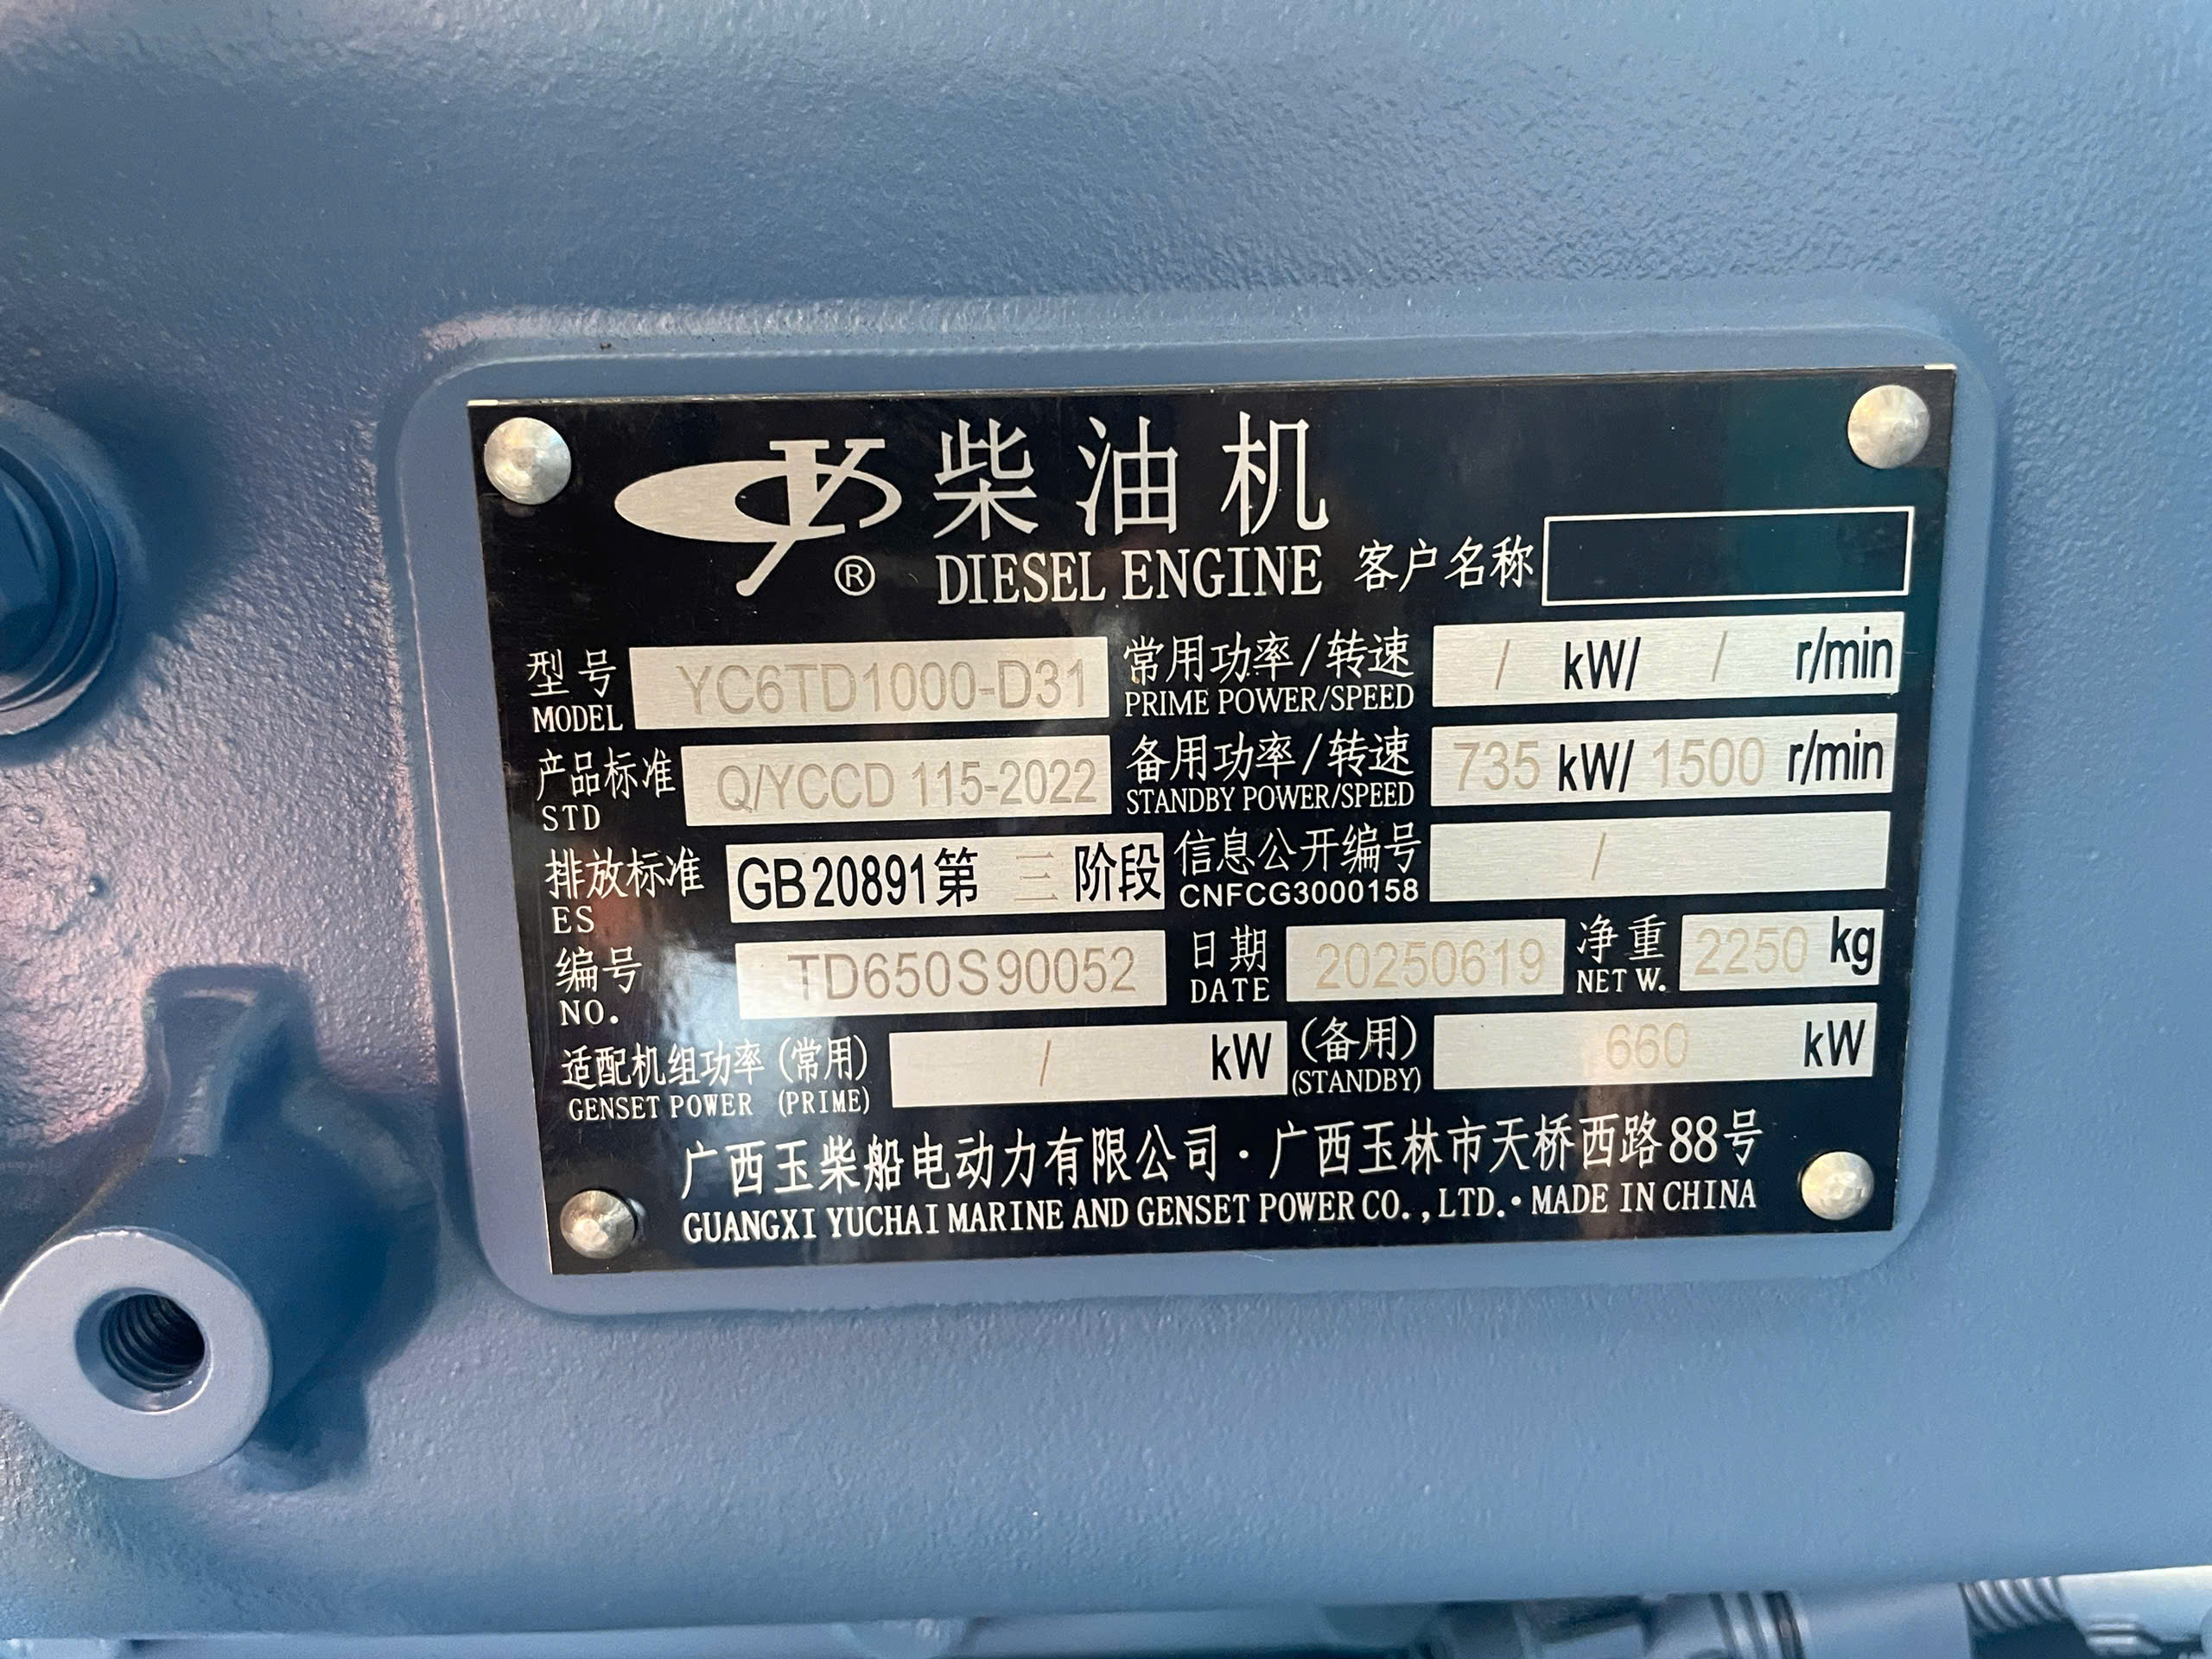 柴油机
®
DIESEL ENGINE 客户名称
型号 YC6TD1000-D31 常用功率/转速 / kW/ / r/min
MODEL PRIME POWER/SPEED
产品标准 Q/YCCD 115-2022 备用功率/转速 735 kW/ 1500 r/min
STD STANDBY POWER/SPEED
排放标准 GB20891第 三 阶段 信息公开编号 /
ES CNFCG3000158
编号 TD650S90052 日期 20250619 净重 2250 kg
NO. DATE NET W.
适配机组功率(常用) / kW (备用) 660 kW
GENSET POWER (PRIME) (STANDBY)
广西玉柴船电动力有限公司·广西玉林市天桥西路88号
GUANGXI YUCHAI MARINE AND GENSET POWER CO.,LTD.·MADE IN CHINA